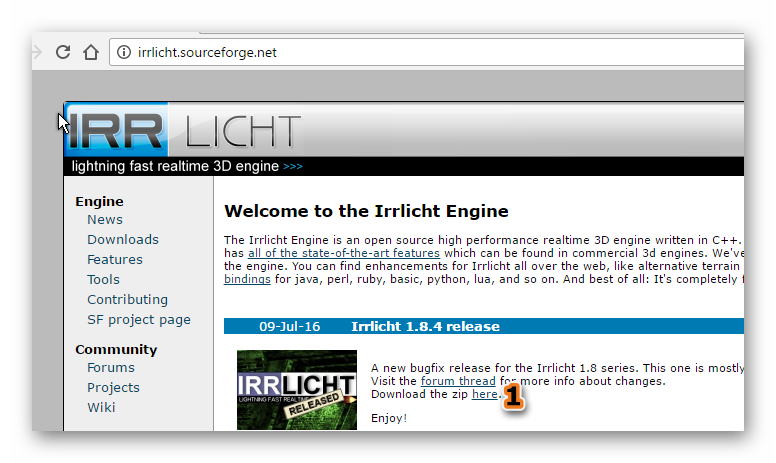 irrlicht.sourceforge.net
IRR LICHT
lightning fast realtime 3D engine >>>
Engine
News
Downloads
Features
Tools
Contributing
SF project page
Community
Forums
Projects
Wiki
Welcome to the Irrlicht Engine
The Irrlicht Engine is an open source high performance realtime 3D engine written in C++.
has all of the state-of-the-art features which can be found in commercial 3d engines. We've
the engine. You can find enhancements for Irrlicht all over the web, like alternative terrain
bindings for java, perl, ruby, basic, python, lua, and so on. And best of all: It's completely
09-Jul-16 Irrlicht 1.8.4 release
IRRLICHT
LIGHTNING FAST REALTIME
RELEASED
A new bugfix release for the Irrlicht 1.8 series. This one is mostly
Visit the forum thread for more info about changes.
Download the zip here.
1
Enjoy!